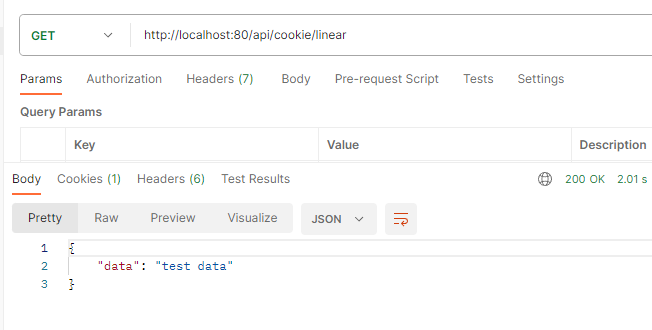 GET http://localhost:80/api/cookie/linear
Params Authorization Headers (7) Body Pre-request Script Tests Settings
Query Params
Key Value Description
Body Cookies (1) Headers (6) Test Results 200 OK 2.01 s
Pretty Raw Preview Visualize JSON
1 {
2 "data": "test data"
3 }